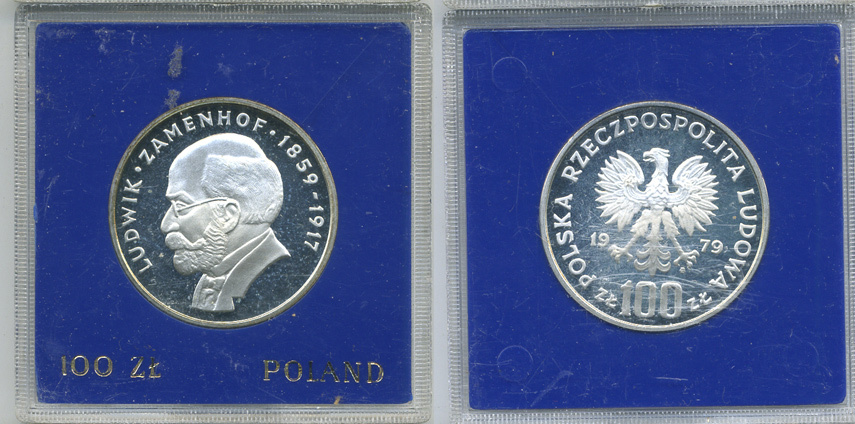 LUDWIK · ZAMENHOF · 1859-1917
100 ZŁ POLAND
POLSKA RZECZPOSPOLITA LUDOWA
19 79
ZŁ 100 ZŁ